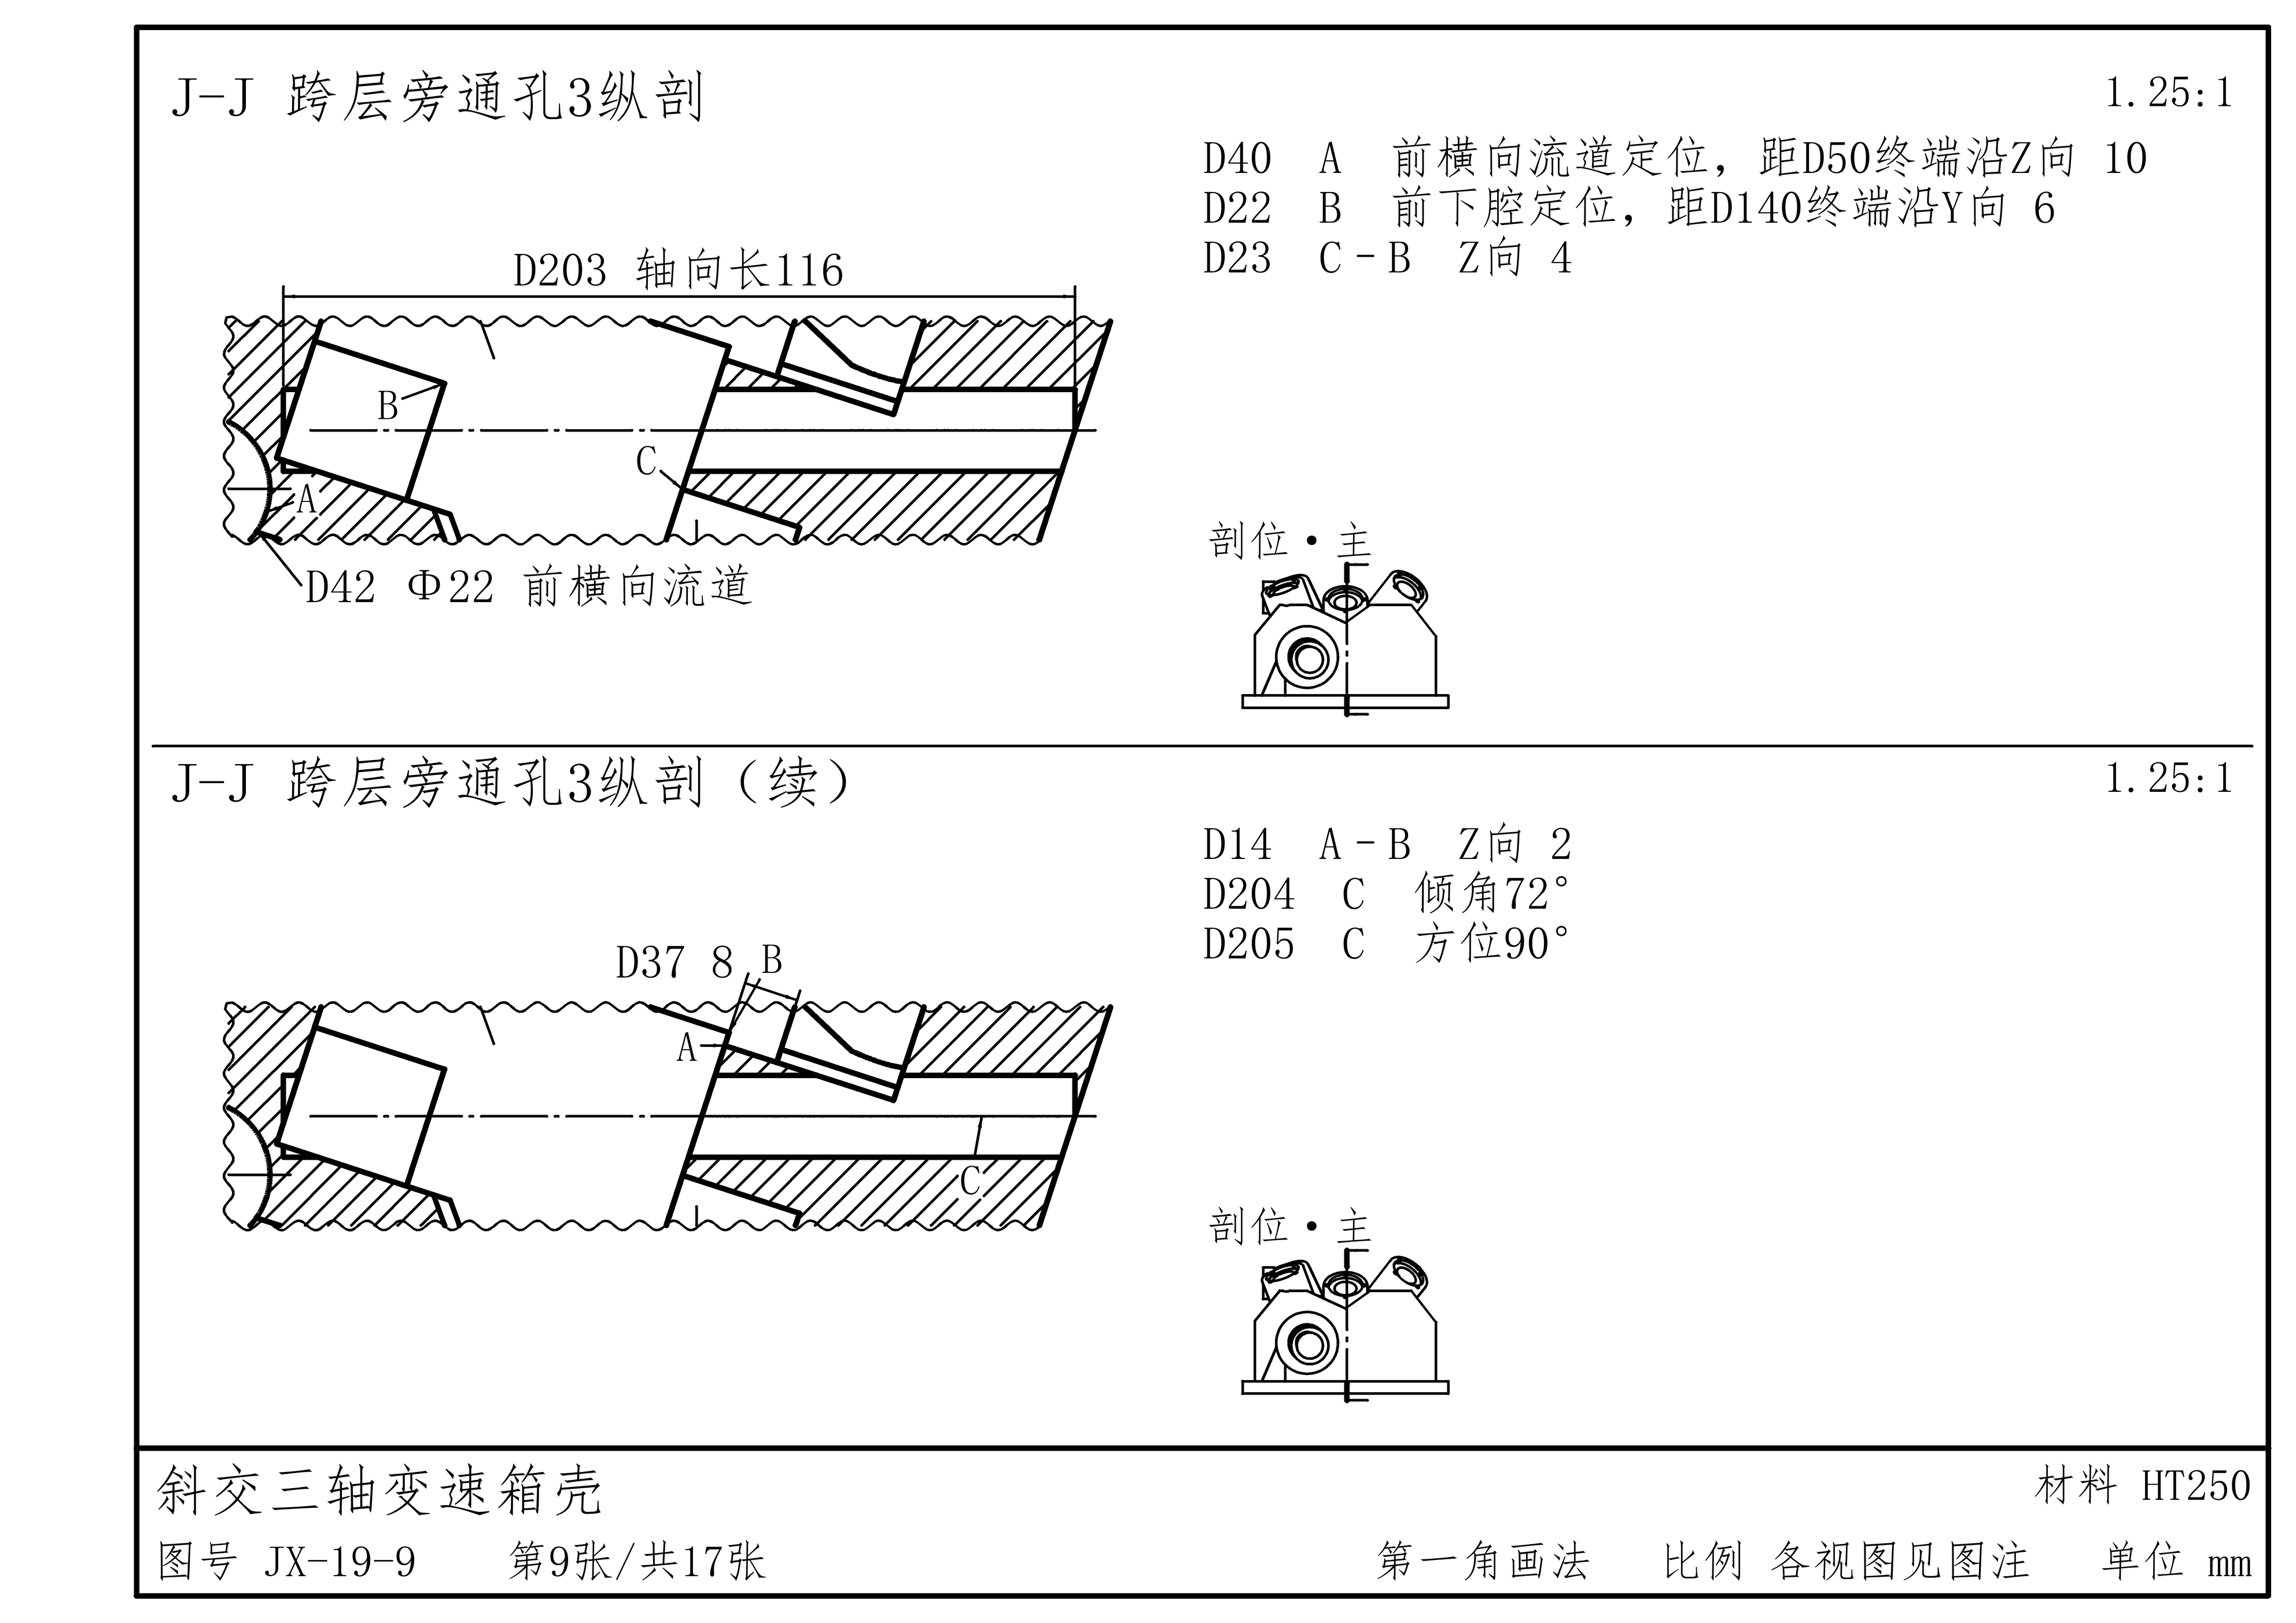 J-J 跨层旁通孔3纵剖
1.25:1
D40 A 前横向流道定位，距D50终端沿Z向 10
D22 B 前下腔定位，距D140终端沿Y向 6
D23 C-B Z向 4
D203 轴向长116
B
C
A
D42 Φ22 前横向流道
剖位·主
J-J 跨层旁通孔3纵剖（续）
1.25:1
D14 A-B Z向 2
D204 C 倾角72°
D205 C 方位90°
D37 8 B
A
C
剖位·主
斜交三轴变速箱壳
材料 HT250
图号 JX-19-9 第9张/共17张 第一角画法 比例 各视图见图注 单位 mm